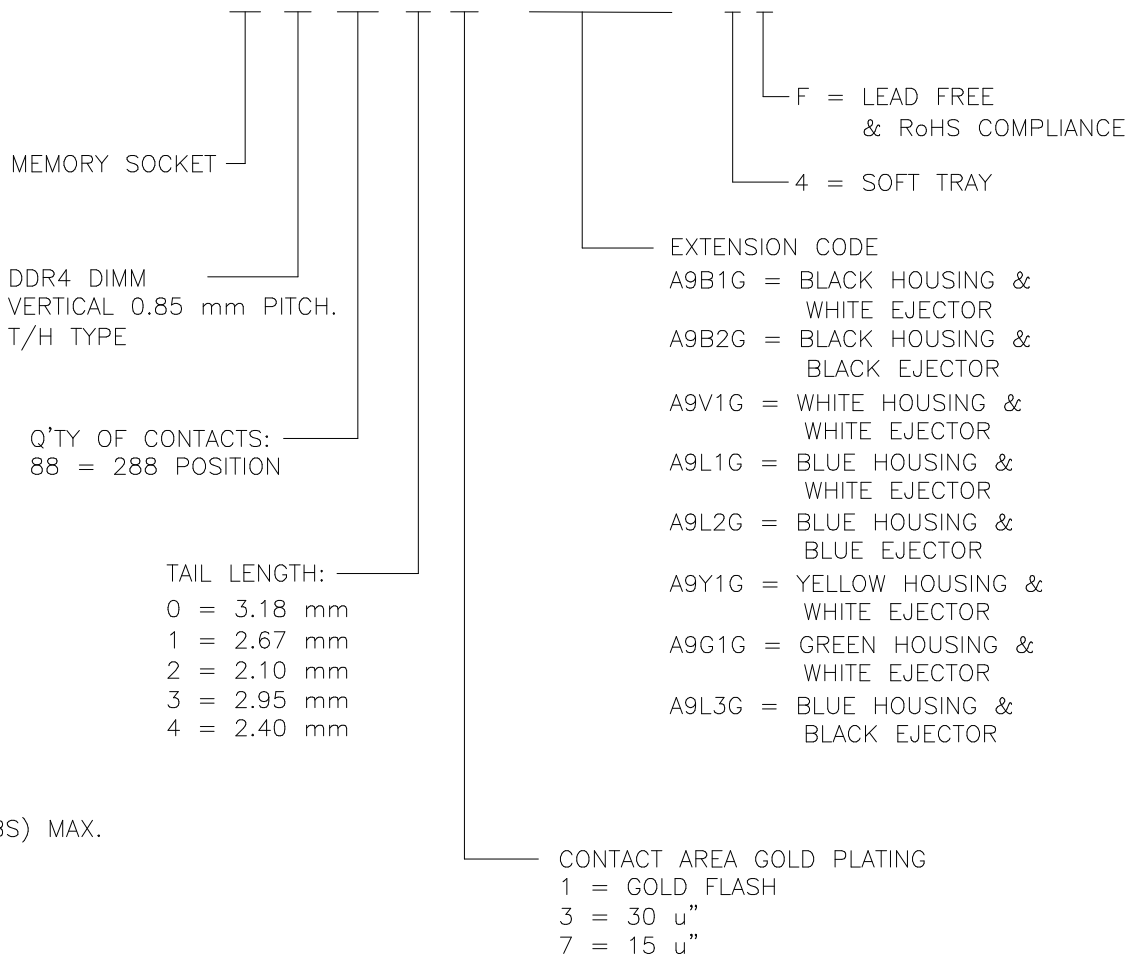 F = LEAD FREE
& RoHS COMPLIANCE
MEMORY SOCKET
4 = SOFT TRAY
DDR4 DIMM
VERTICAL 0.85 mm PITCH.
T/H TYPE
EXTENSION CODE
A9B1G = BLACK HOUSING &
WHITE EJECTOR
A9B2G = BLACK HOUSING &
BLACK EJECTOR
A9V1G = WHITE HOUSING &
WHITE EJECTOR
A9L1G = BLUE HOUSING &
WHITE EJECTOR
A9L2G = BLUE HOUSING &
BLUE EJECTOR
A9Y1G = YELLOW HOUSING &
WHITE EJECTOR
A9G1G = GREEN HOUSING &
WHITE EJECTOR
A9L3G = BLUE HOUSING &
BLACK EJECTOR
Q'TY OF CONTACTS:
88 = 288 POSITION
TAIL LENGTH:
0 = 3.18 mm
1 = 2.67 mm
2 = 2.10 mm
3 = 2.95 mm
4 = 2.40 mm
MAX.
CONTACT AREA GOLD PLATING
1 = GOLD FLASH
3 = 30 u"
7 = 15 u"